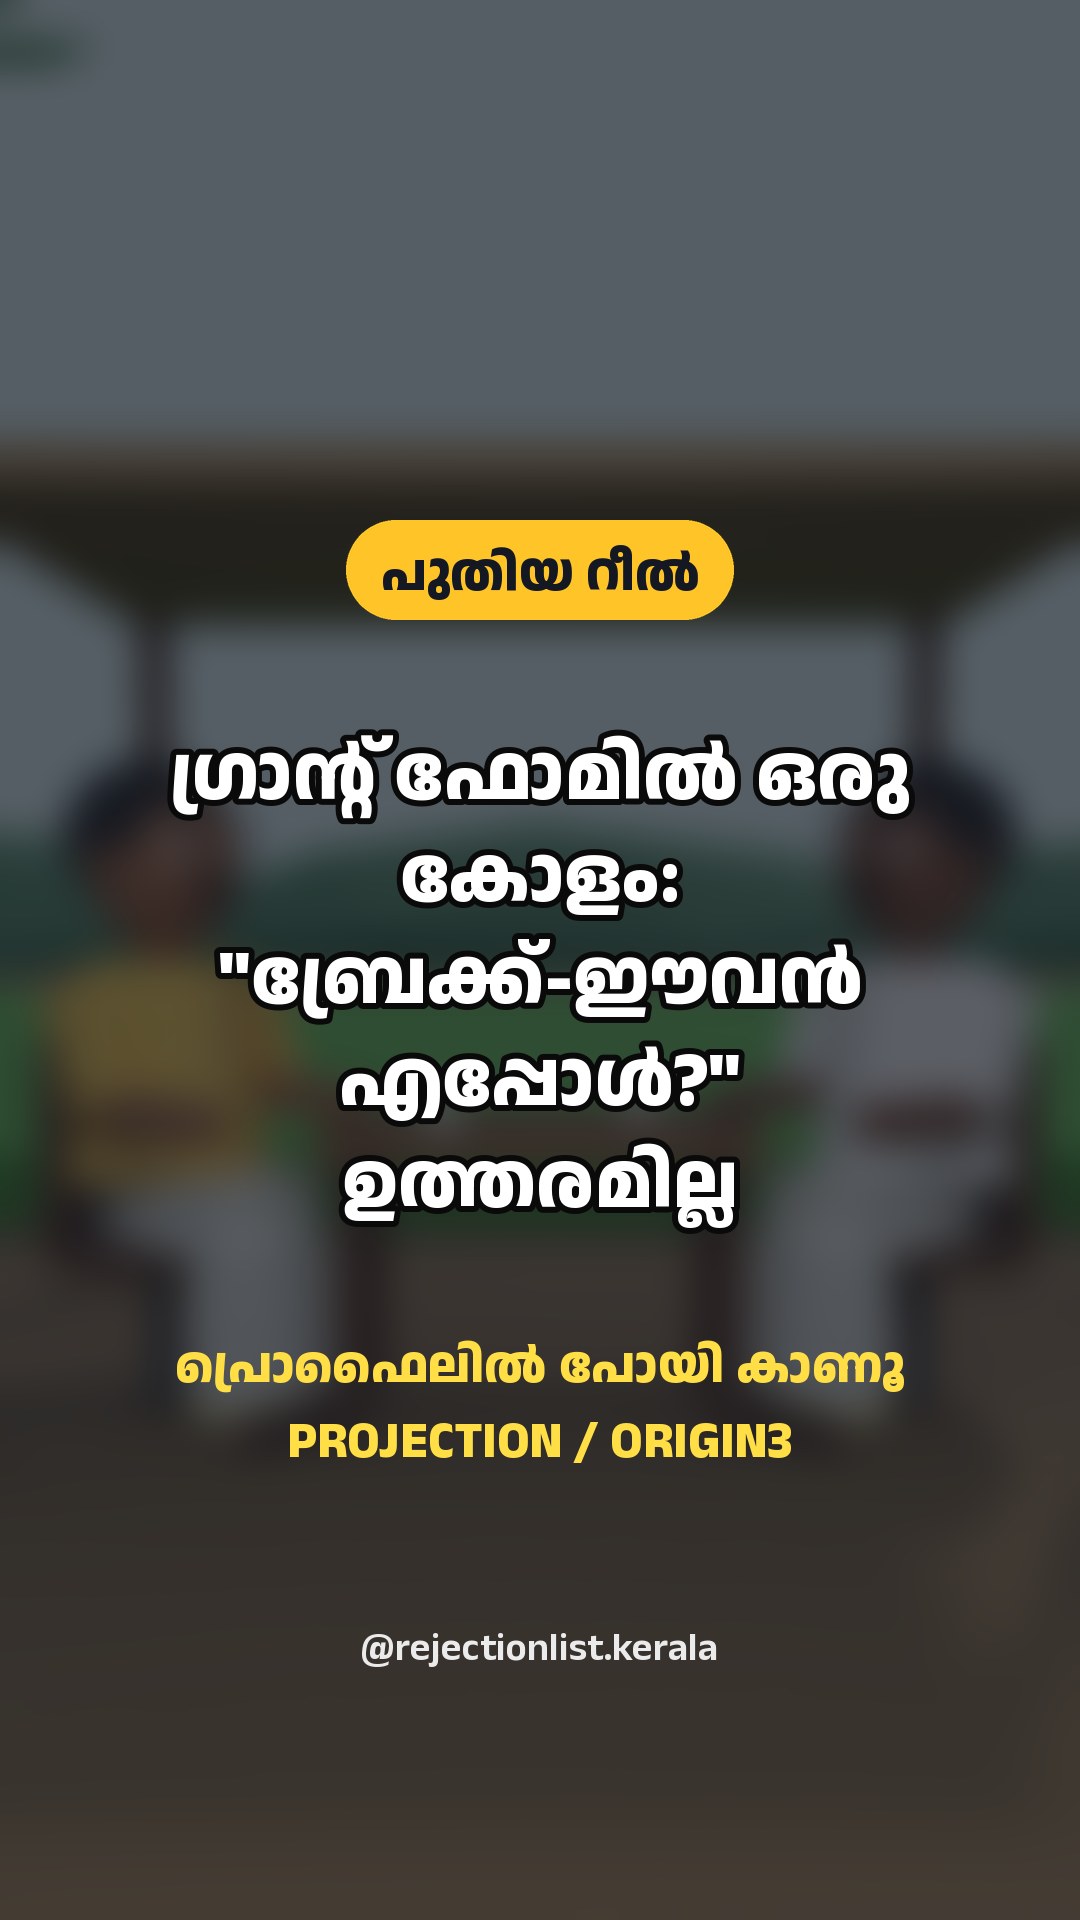 പുതിയ റീൽ
ഗ്രാന്റ് ഫോമിൽ ഒരു
കോളം:
"ബ്രേക്ക്-ഈവൻ
എപ്പോൾ?"
ഉത്തരമില്ല
പ്രൊഫൈലിൽ പോയി കാണൂ
PROJECTION / ORIGIN3
@rejectionlist.kerala